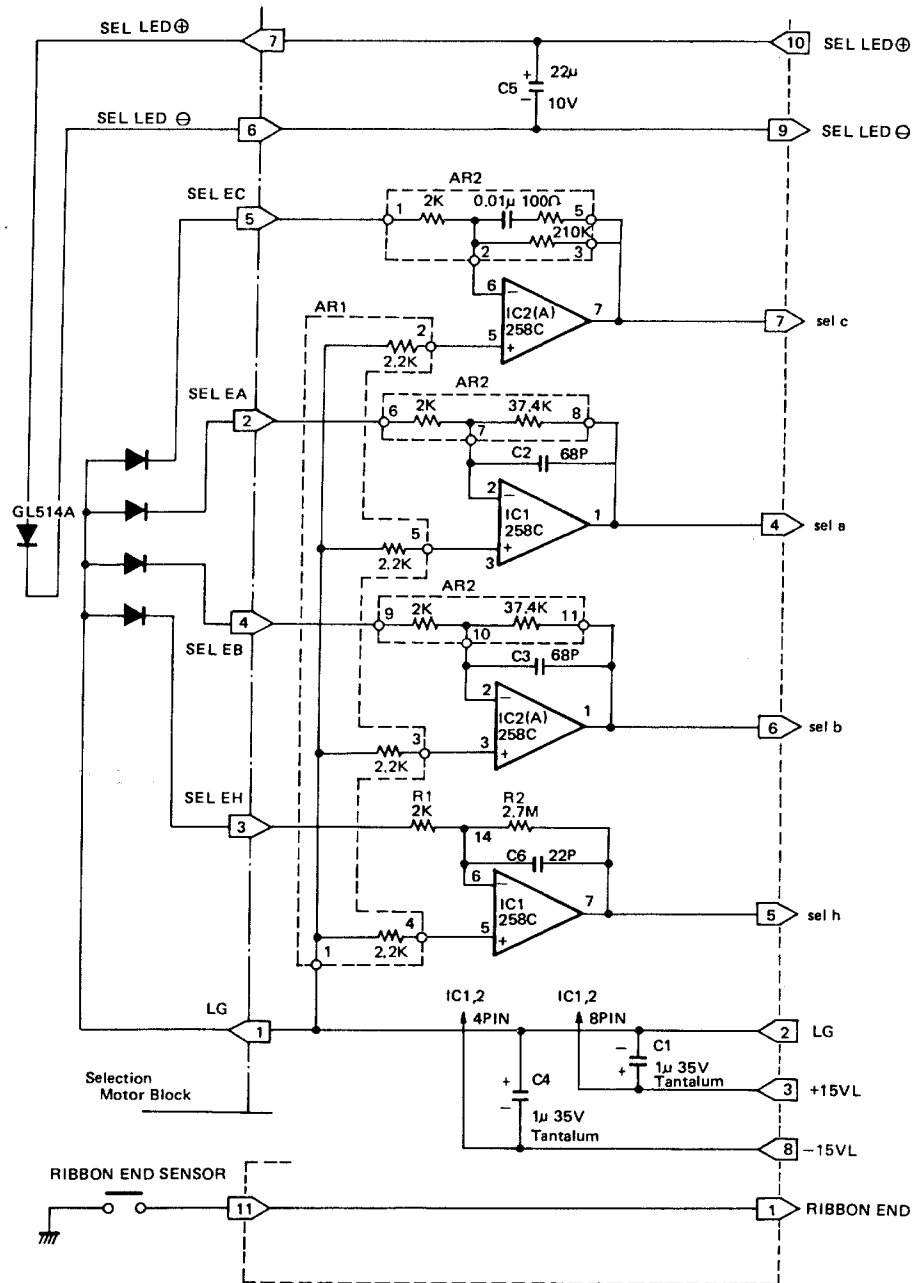 SEL LED⊕
7
10
SEL LED⊕
+ 22μ
C5
− 10V
SEL LED ⊖
6
9
SEL LED⊖
AR2
SEL EC
5
1
2K
0.01μ 100Ω
5
210K
2
3
6
−
IC2(A)
258C
7
7
sel c
AR1
2
5
+
2.2K
AR2
SEL EA
2
6
2K
37.4K
8
7
C2
68P
GL514A
2
−
IC1
258C
1
4
sel a
5
2.2K
+
3
AR2
9
2K
37.4K
11
4
10
SEL EB
C3
68P
2
−
IC2(A)
258C
1
6
sel b
3
3
+
2.2K
SEL EH
R1
2K
R2
2.7M
3
14
C6
22P
6
−
IC1
258C
7
5
sel h
4
5
+
2.2K
1
LG
IC1,2
4PIN
IC1,2
8PIN
1
2
LG
− C1
+ 1μ 35V
Tantalum
3
+15VL
Selection
Motor Block
+ C4
− 1μ 35V
Tantalum
8
−15VL
RIBBON END SENSOR
11
1
RIBBON END